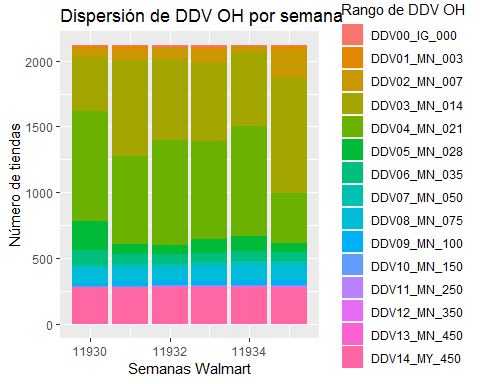 Dispersión de DDV OH por semana
Rango de DDV OH
DDV00_IG_000
DDV01_MN_003
DDV02_MN_007
DDV03_MN_014
DDV04_MN_021
DDV05_MN_028
DDV06_MN_035
DDV07_MN_050
DDV08_MN_075
DDV09_MN_100
DDV10_MN_150
DDV11_MN_250
DDV12_MN_350
DDV13_MN_450
DDV14_MY_450
Número de tiendas
2000
1500
1000
500
0
11930 11932 11934
Semanas Walmart